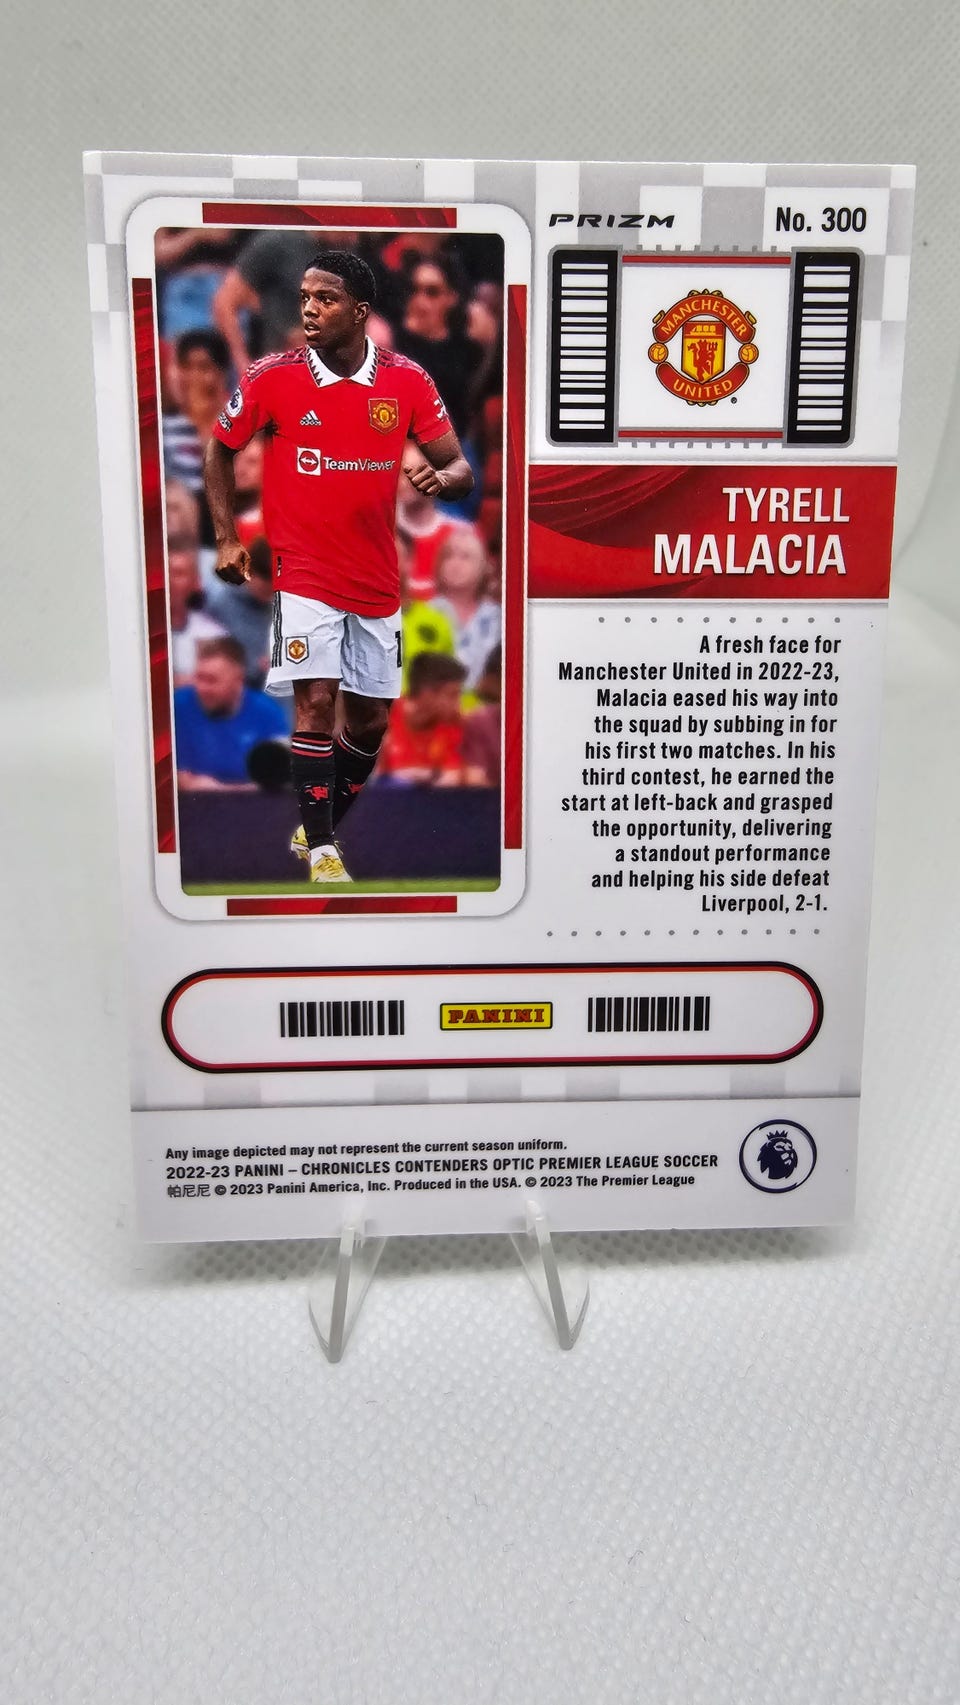 PRIZM
No. 300
MANCHESTER
UNITED
®
adidas
TeamViewer
TYRELL
MALACIA
A fresh face for
Manchester United in 2022-23,
Malacia eased his way into
the squad by subbing in for
his first two matches. In his
third contest, he earned the
start at left-back and grasped
the opportunity, delivering
a standout performance
and helping his side defeat
Liverpool, 2-1.
PANINI
Any image depicted may not represent the current season uniform.
2022-23 PANINI – CHRONICLES CONTENDERS OPTIC PREMIER LEAGUE SOCCER
帕尼尼 © 2023 Panini America, Inc. Produced in the USA. © 2023 The Premier League